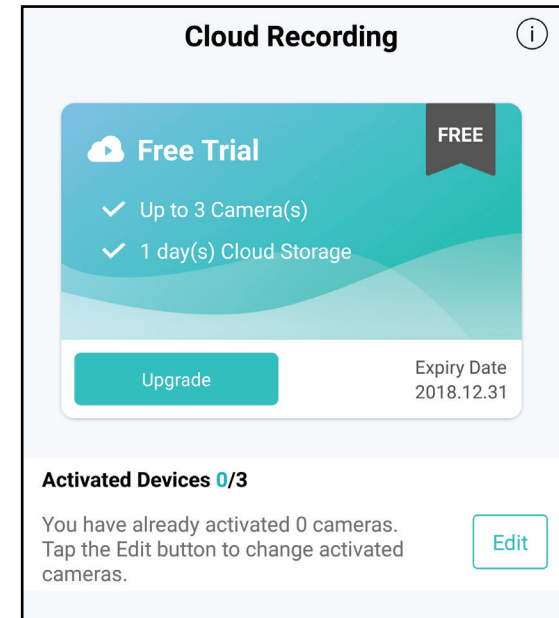 Cloud Recording
i
Free Trial
FREE
Up to 3 Camera(s)
1 day(s) Cloud Storage
Upgrade
Expiry Date
2018.12.31
Activated Devices 0/3
You have already activated 0 cameras.
Tap the Edit button to change activated
cameras.
Edit